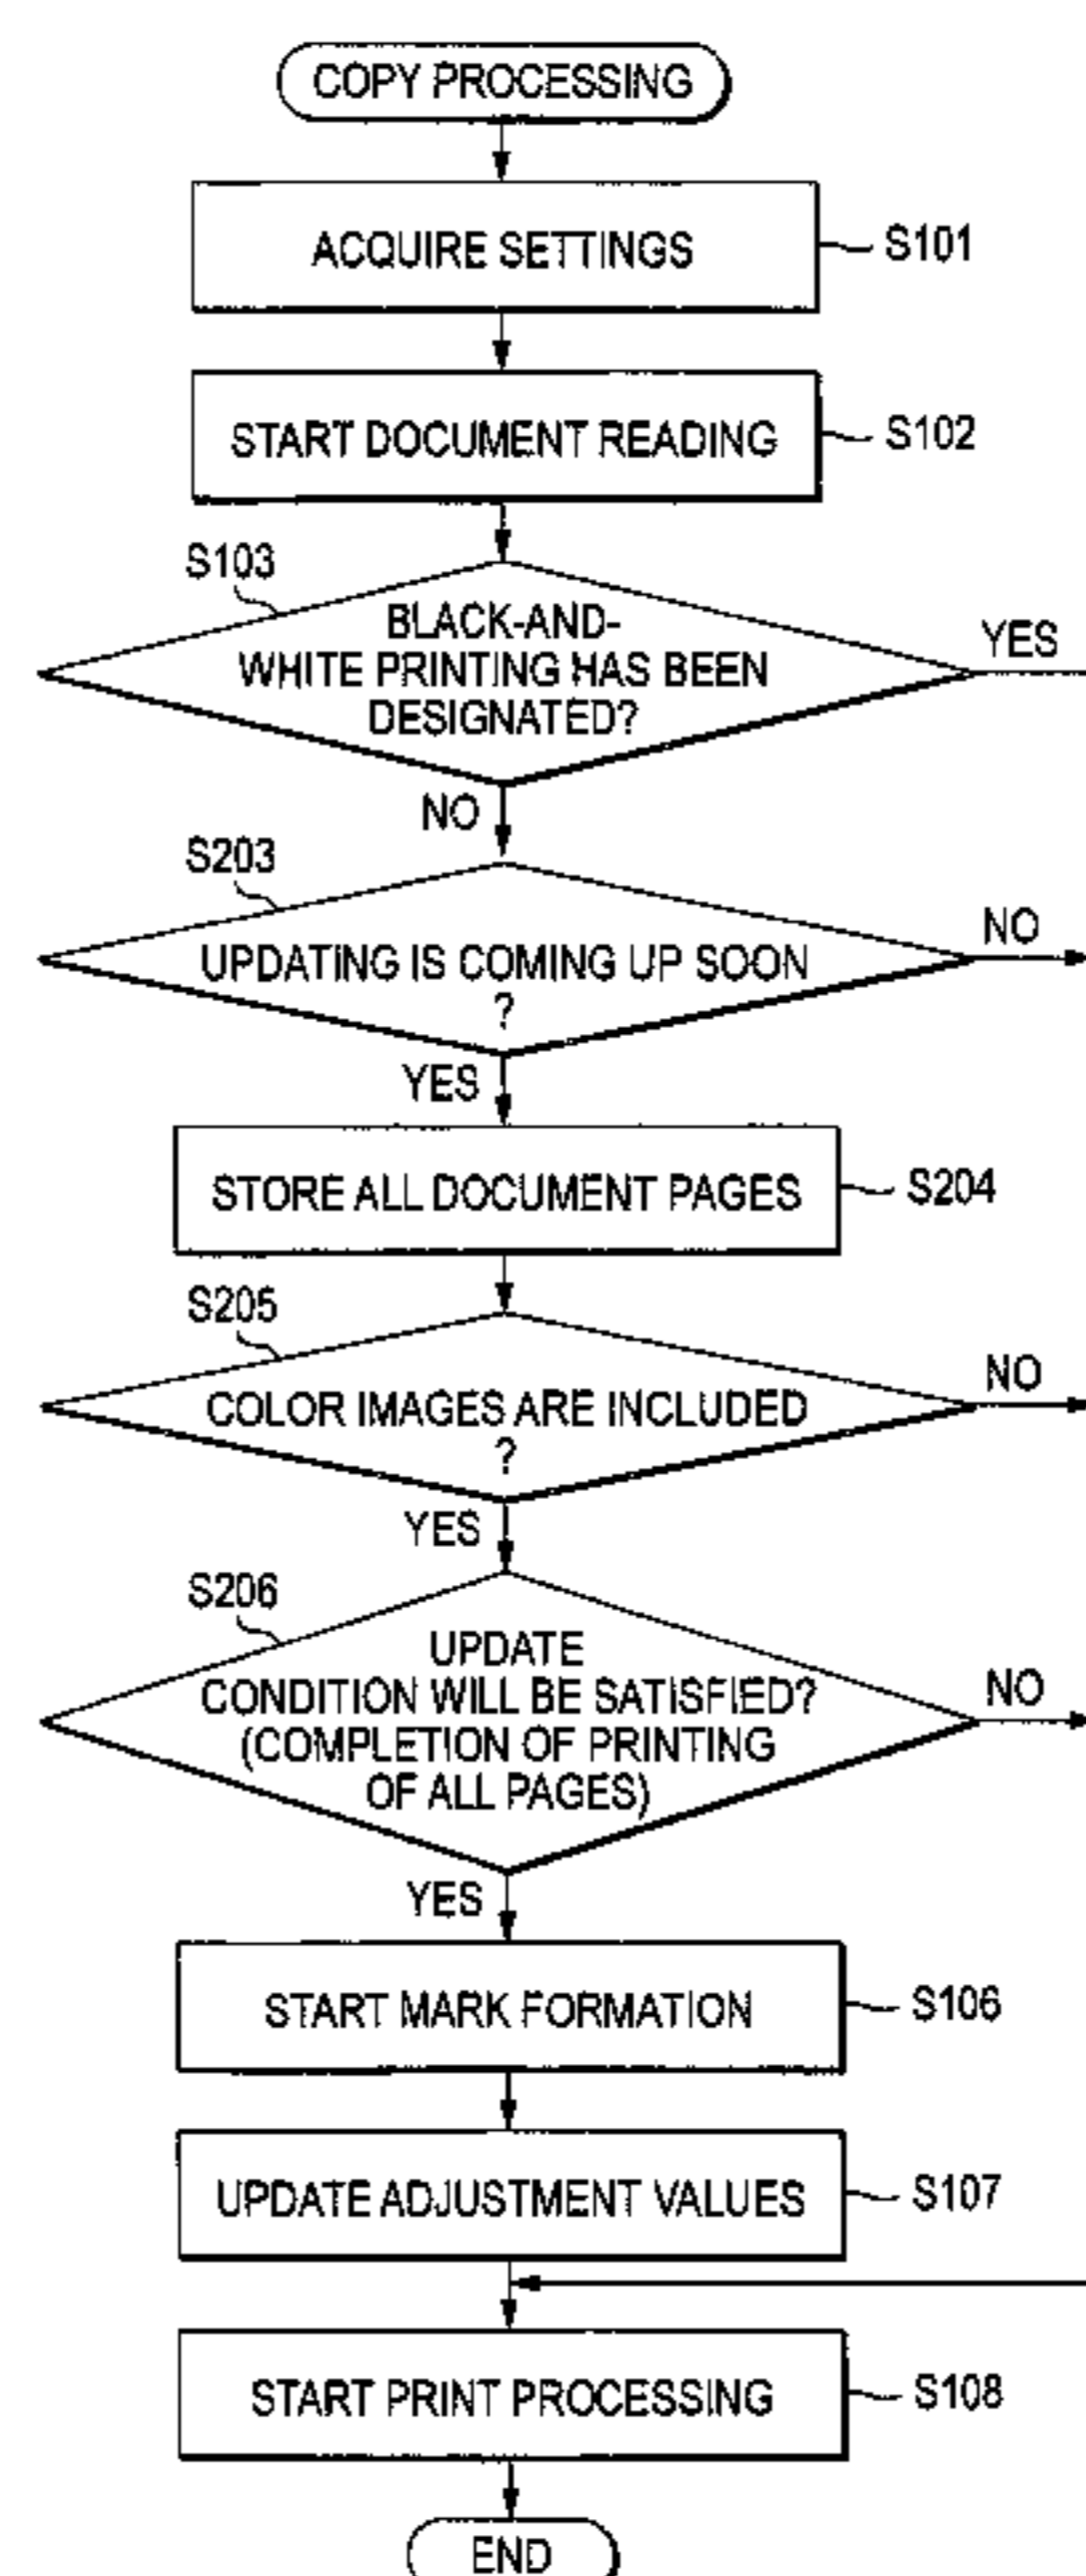 COPY PROCESSING
ACQUIRE SETTINGS
S101
START DOCUMENT READING
S102
S103
BLACK-AND-
WHITE PRINTING HAS BEEN
DESIGNATED?
YES
NO
S203
UPDATING IS COMING UP SOON
?
NO
YES
STORE ALL DOCUMENT PAGES
S204
S205
COLOR IMAGES ARE INCLUDED
?
NO
YES
S206
UPDATE
CONDITION WILL BE SATISFIED?
(COMPLETION OF PRINTING
OF ALL PAGES)
NO
YES
START MARK FORMATION
S106
UPDATE ADJUSTMENT VALUES
S107
START PRINT PROCESSING
S108
END